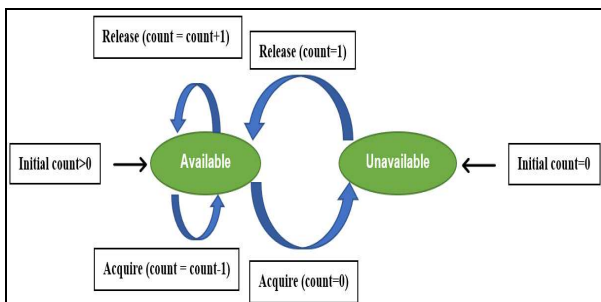 Release (count = count+1)
Release (count=1)
Initial count>0
Available
Unavailable
Initial count=0
Acquire (count = count-1)
Acquire (count=0)